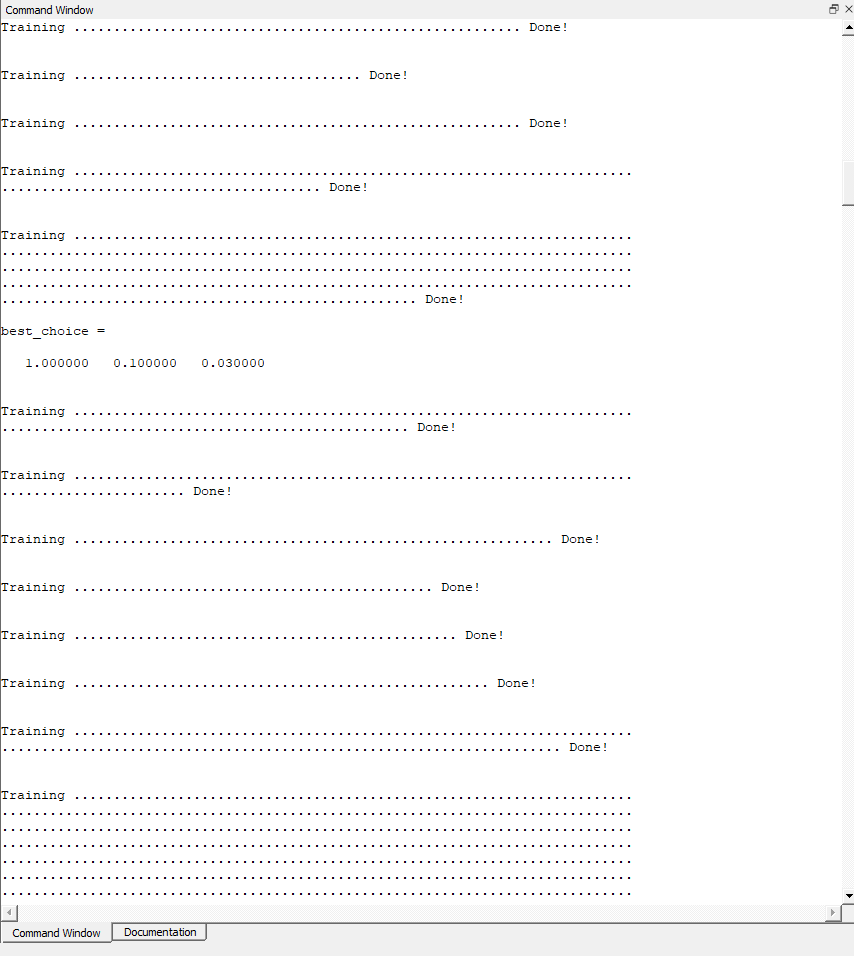 Command Window
Training ........................................................ Done!
Training .................................... Done!
Training ........................................................ Done!
Training ......................................................................
........................................ Done!
Training ......................................................................
...............................................................................
...............................................................................
...............................................................................
.................................................... Done!
best_choice =
1.000000   0.100000   0.030000
Training ......................................................................
................................................... Done!
Training ......................................................................
....................... Done!
Training ............................................................ Done!
Training ............................................. Done!
Training ................................................ Done!
Training .................................................... Done!
Training ......................................................................
...................................................................... Done!
Training ......................................................................
...............................................................................
...............................................................................
...............................................................................
...............................................................................
...............................................................................
...............................................................................
Command Window Documentation